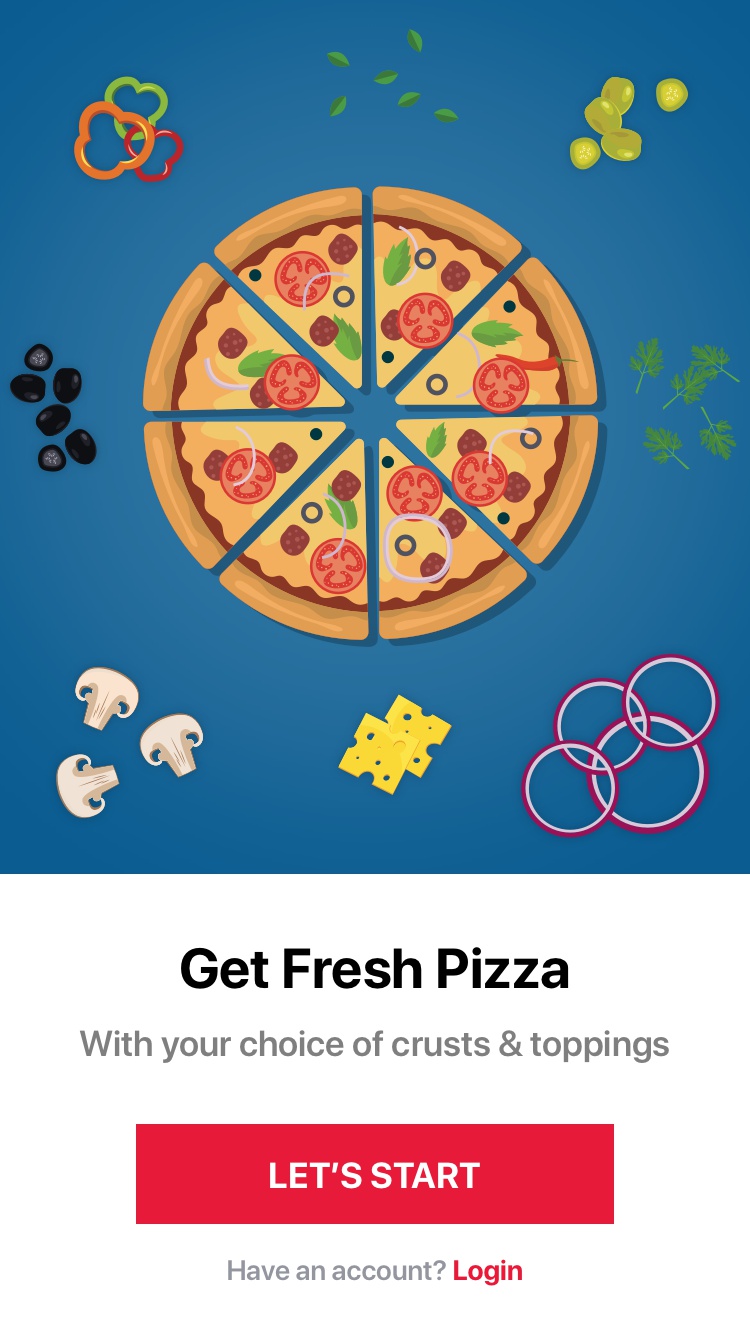 Get Fresh Pizza
With your choice of crusts & toppings
LET’S START
Have an account? Login